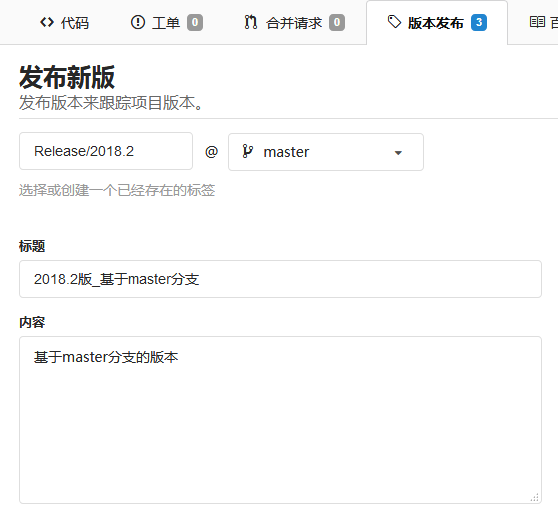 代码 工单 0 合并请求 0 版本发布 3
发布新版
发布版本来跟踪项目版本。
Release/2018.2 @ master
选择或创建一个已经存在的标签
标题
2018.2版_基于master分支
内容
基于master分支的版本